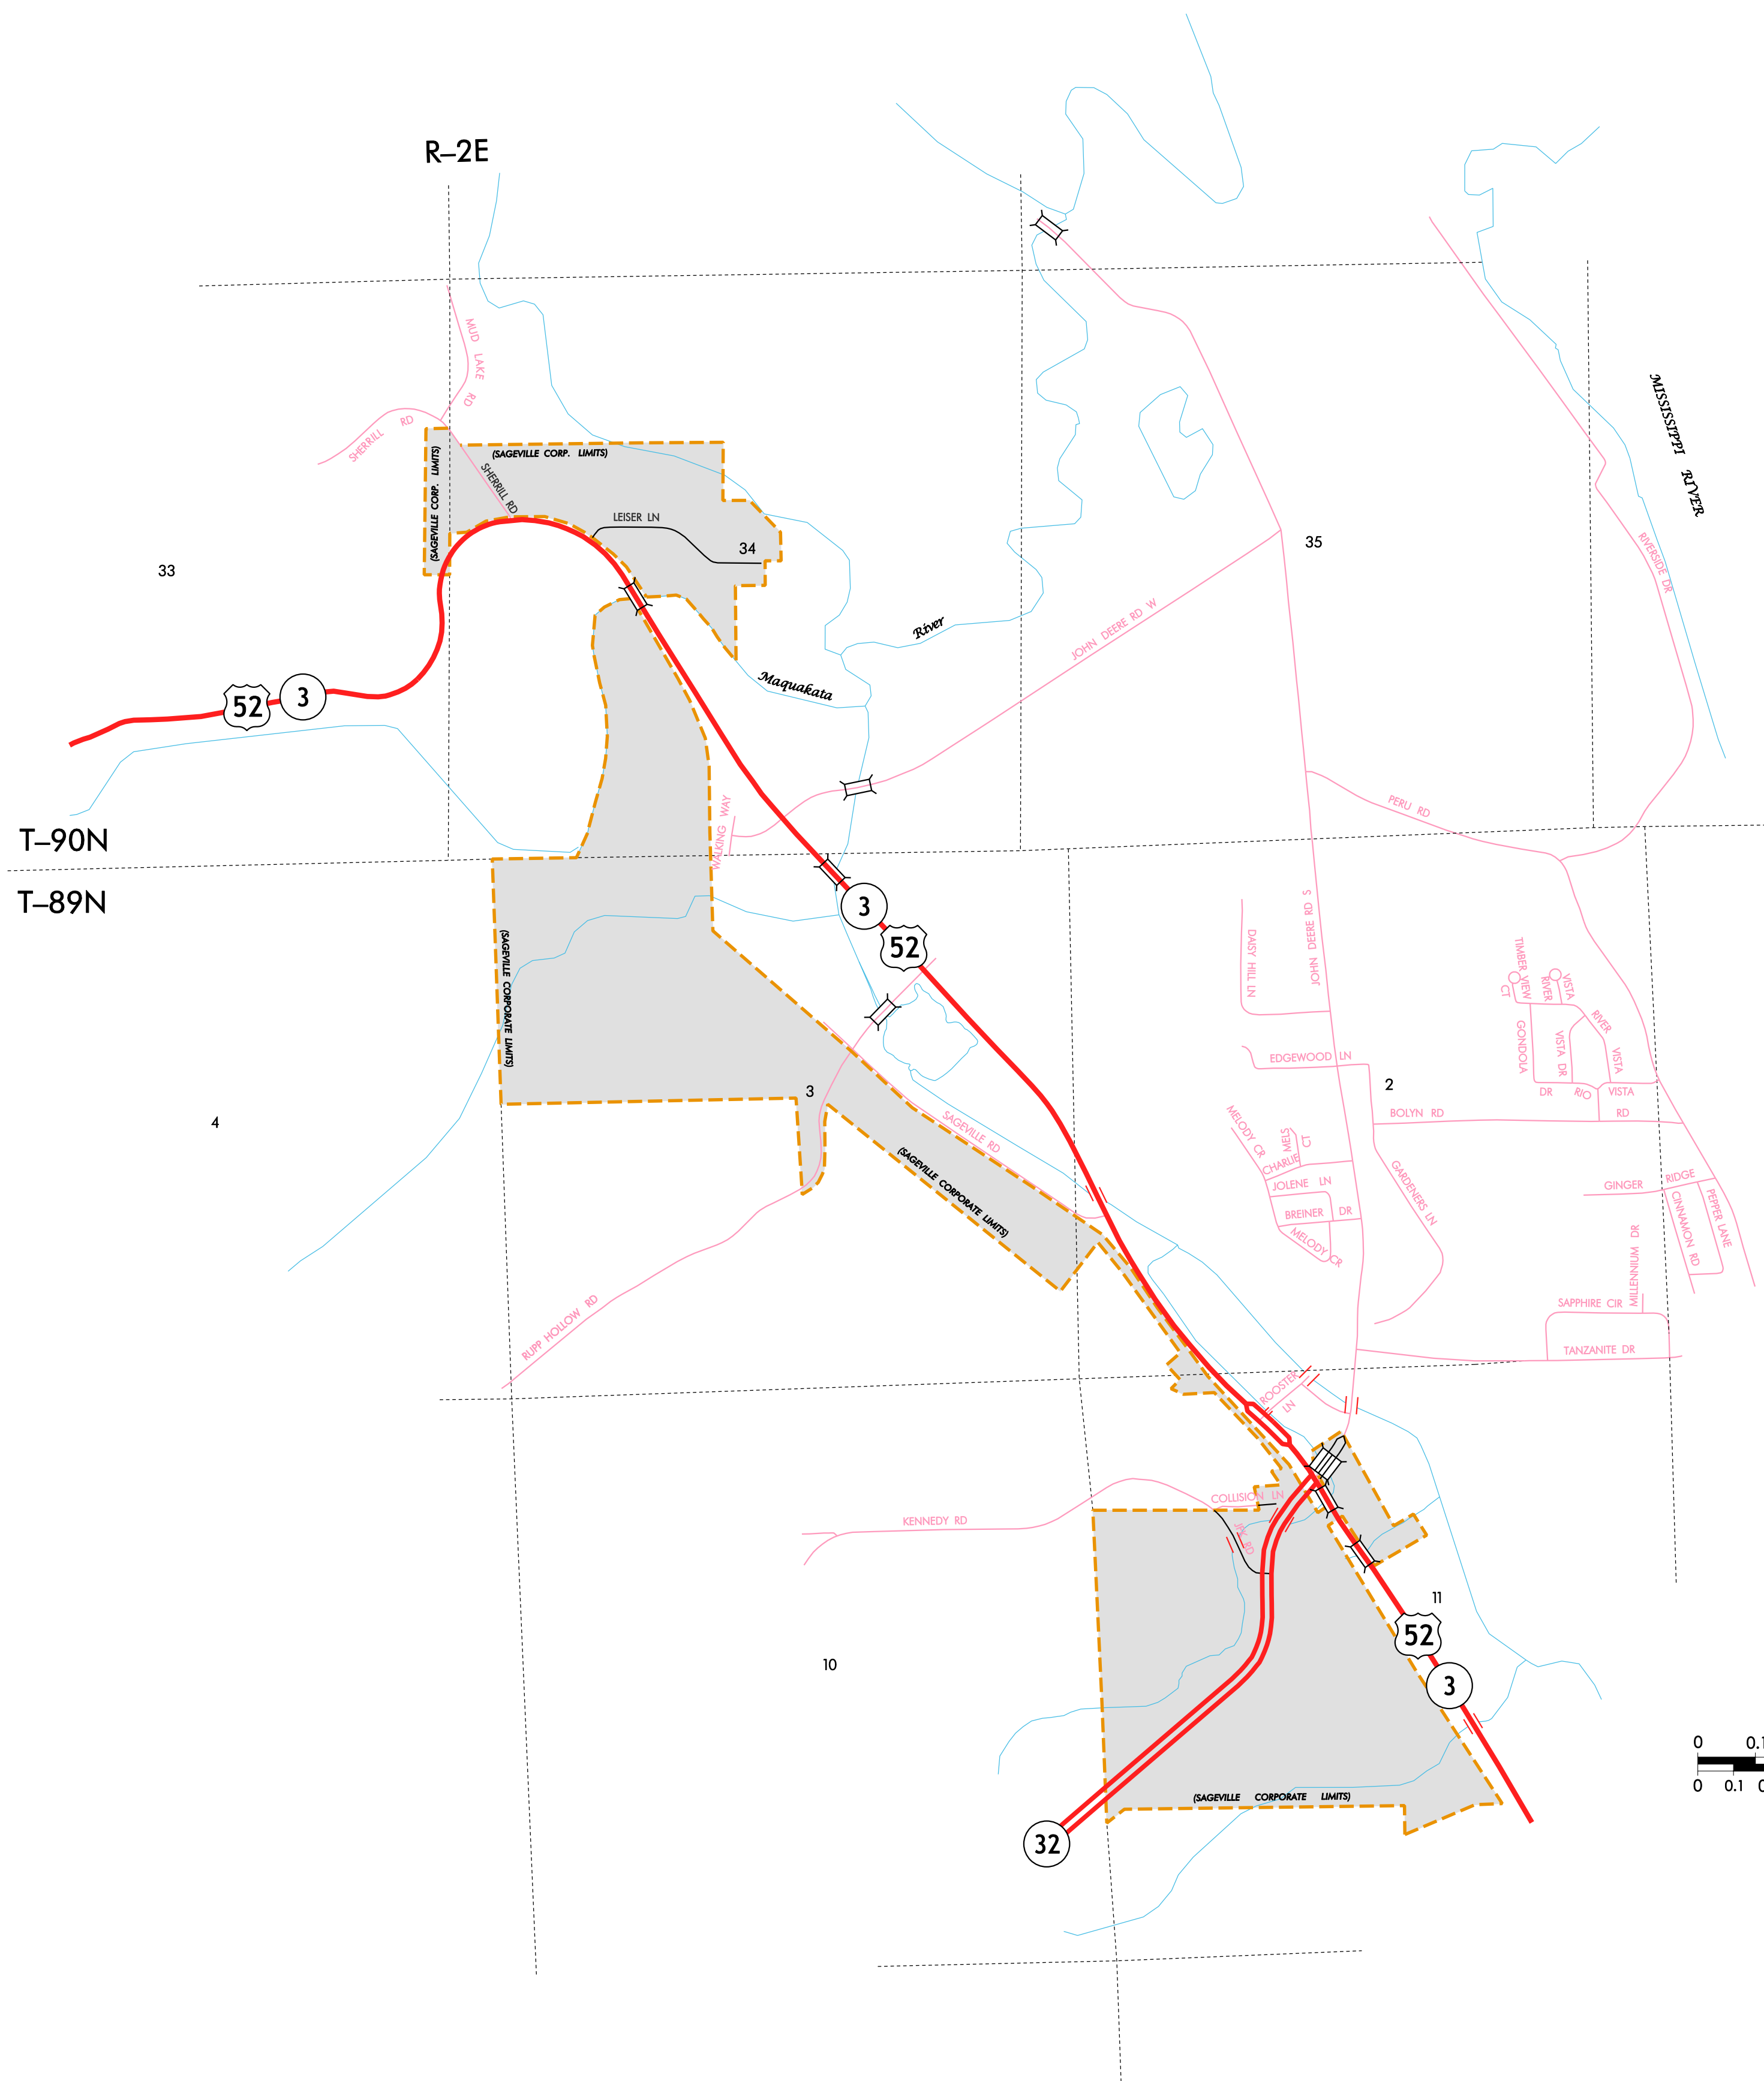 R–2E
MUD LAKE RD
SHERRILL RD
(SAGEVILLE CORP. LIMITS)
(SAGEVILLE CORP. LIMITS)
SHERRILL RD
LEISER LN
34
35
33
MISSISSIPPI RIVER
RIVERSIDE DR
River
JOHN DEERE RD W
Maquakata
52
3
WALKING WAY
PERU RD
T–90N
T–89N
3
52
(SAGEVILLE CORPORATE LIMITS)
DAISY HILL LN
JOHN DEERE RD S
TIMBER VIEW CT
RIVER VISTA
RIVER VISTA
GONDOLA DR
VISTA DR
RIO VISTA RD
EDGEWOOD LN
2
3
4
BOLYN RD
SAGEVILLE RD
MELODY CR
MELS CT
CHARLIE
JOLENE LN
BREINER DR
MELODY CR
GARDENERS LN
(SAGEVILLE CORPORATE LIMITS)
GINGER RIDGE
CINNAMON RD
PEPPER LANE
MILLENNIUM DR
SAPPHIRE CIR
TANZANITE DR
RUPP HOLLOW RD
ROOSTER LN
COLLISION LN
KENNEDY RD
JFK RD
11
52
10
3
(SAGEVILLE CORPORATE LIMITS)
32
0
0 0.1